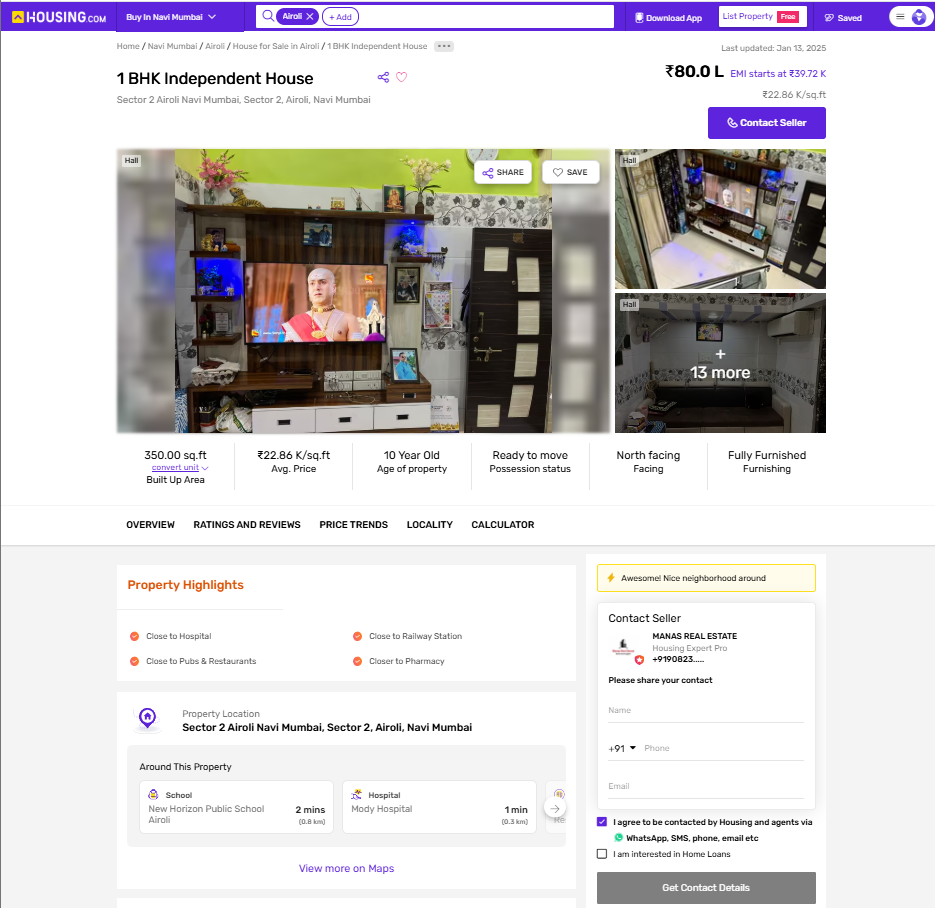 HOUSING.COM
Buy In Navi Mumbai
Airoli
+ Add
Download App
List Property Free
Saved
Home / Navi Mumbai / Airoli / House for Sale in Airoli / 1 BHK Independent House
Last updated: Jan 13, 2025
1 BHK Independent House
₹80.0 L EMI starts at ₹39.72 K
Sector 2 Airoli Navi Mumbai, Sector 2, Airoli, Navi Mumbai
₹22.86 K/sq.ft
Contact Seller
Hall
SHARE
SAVE
Hall
Hall
+
13 more
350.00 sq.ft
convert unit
Built Up Area
₹22.86 K/sq.ft
Avg. Price
10 Year Old
Age of property
Ready to move
Possession status
North facing
Facing
Fully Furnished
Furnishing
OVERVIEW
RATINGS AND REVIEWS
PRICE TRENDS
LOCALITY
CALCULATOR
Property Highlights
Close to Hospital
Close to Railway Station
Close to Pubs & Restaurants
Closer to Pharmacy
Property Location
Sector 2 Airoli Navi Mumbai, Sector 2, Airoli, Navi Mumbai
Around This Property
School
New Horizon Public School
Airoli
2 mins
(0.8 km)
Hospital
Mody Hospital
1 min
(0.3 km)
View more on Maps
Awesome! Nice neighborhood around
Contact Seller
MANAS REAL ESTATE
Housing Expert Pro
+9190823.....
Please share your contact
Name
+91
Phone
Email
I agree to be contacted by Housing and agents via
WhatsApp, SMS, phone, email etc
I am interested in Home Loans
Get Contact Details